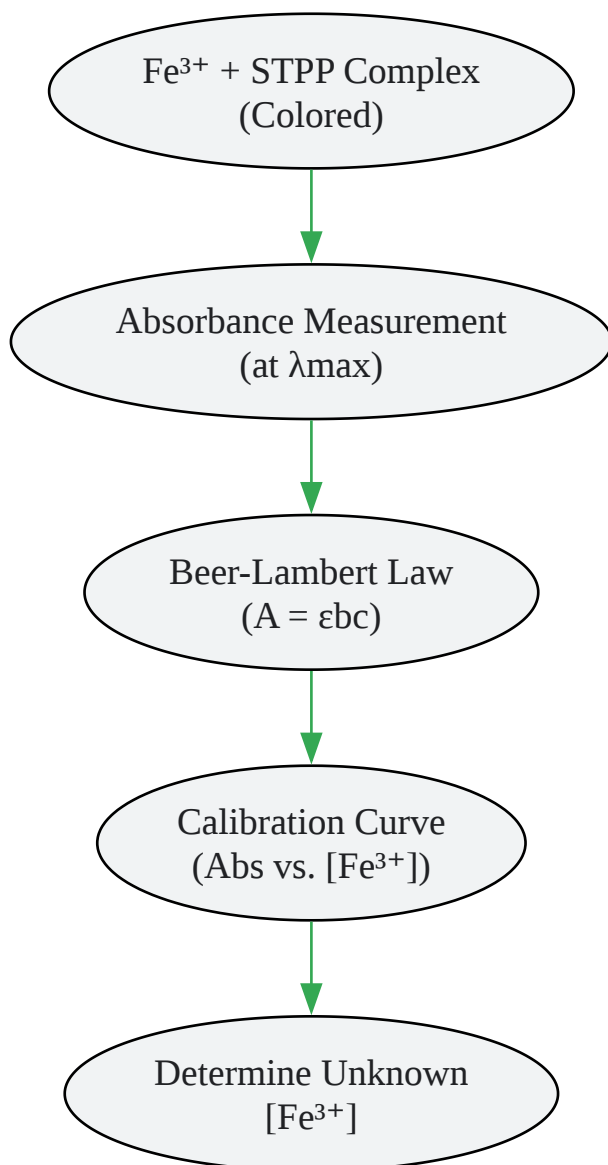 Fe³⁺ + STPP Complex
(Colored)
Absorbance Measurement
(at λmax)
Beer-Lambert Law
(A = εbc)
Calibration Curve
(Abs vs. [Fe³⁺])
Determine Unknown
[Fe³⁺]